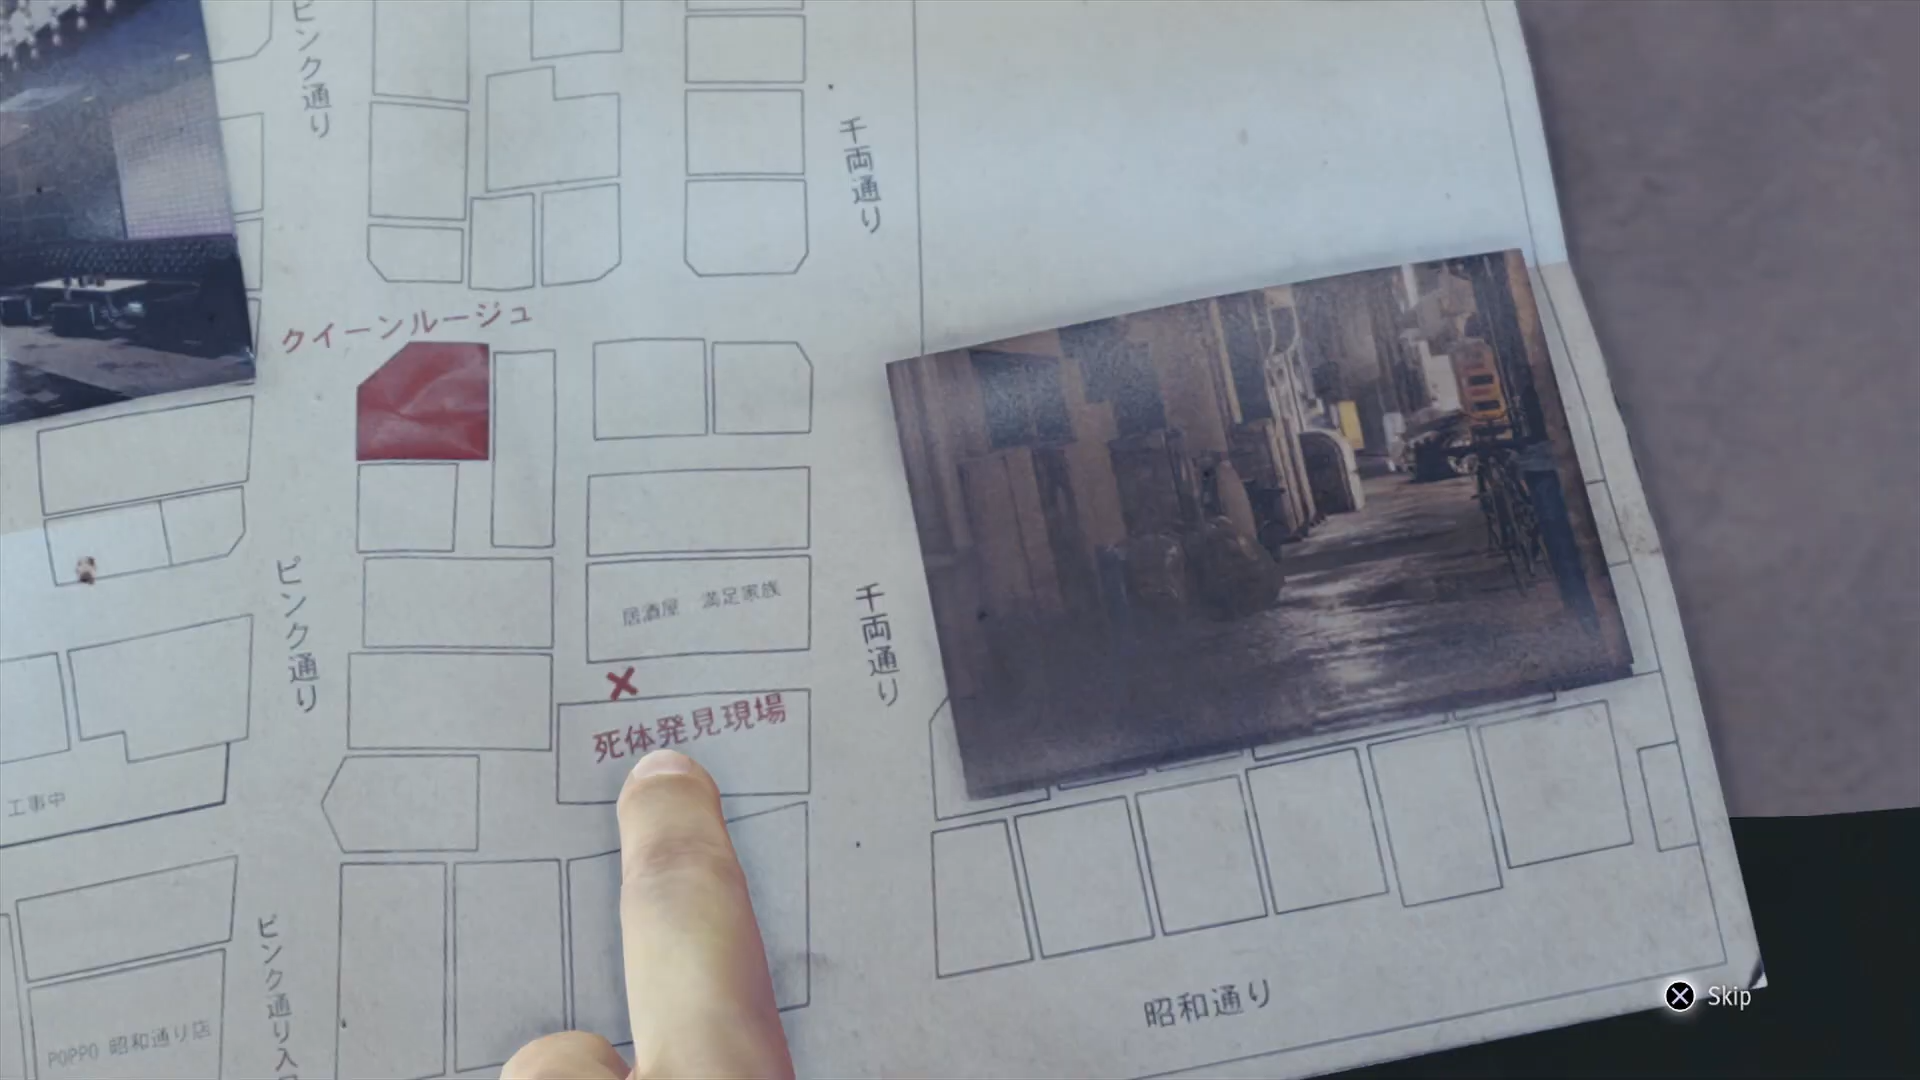 ピンク通り
千両通り
クイーンルージュ
居酒屋 満足家族
ピンク通り
千両通り
死体発見現場
工事中
ピンク通り入口
POPPO 昭和通り店
昭和通り
Skip